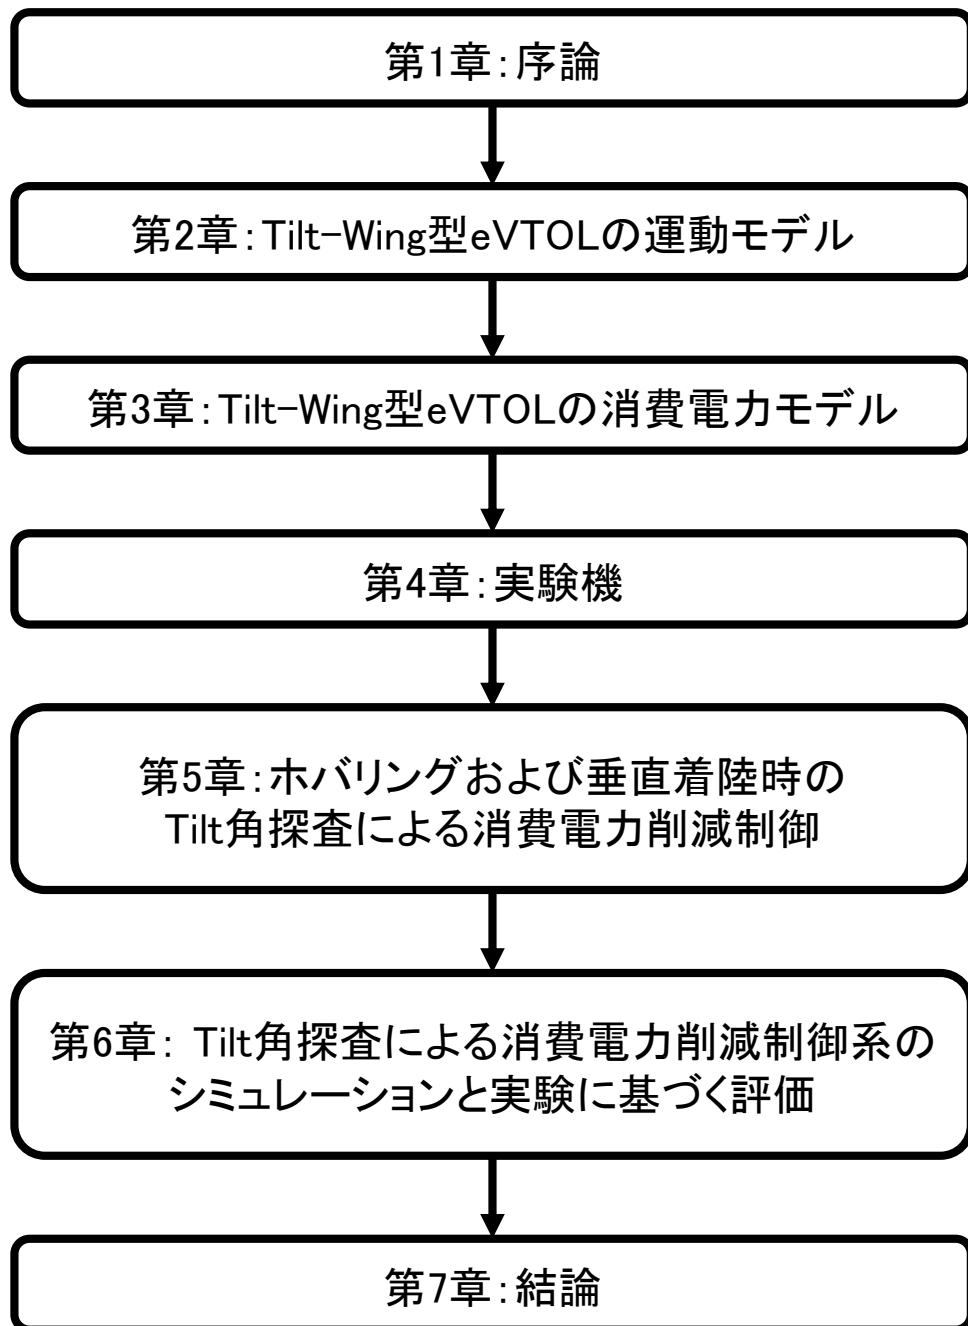 第1章：序論
第2章：Tilt-Wing型eVTOLの運動モデル
第3章：Tilt-Wing型eVTOLの消費電力モデル
第4章：実験機
第5章：ホバリングおよび垂直着陸時の
Tilt角探査による消費電力削減制御
第6章： Tilt角探査による消費電力削減制御系の
シミュレーションと実験に基づく評価
第7章：結論